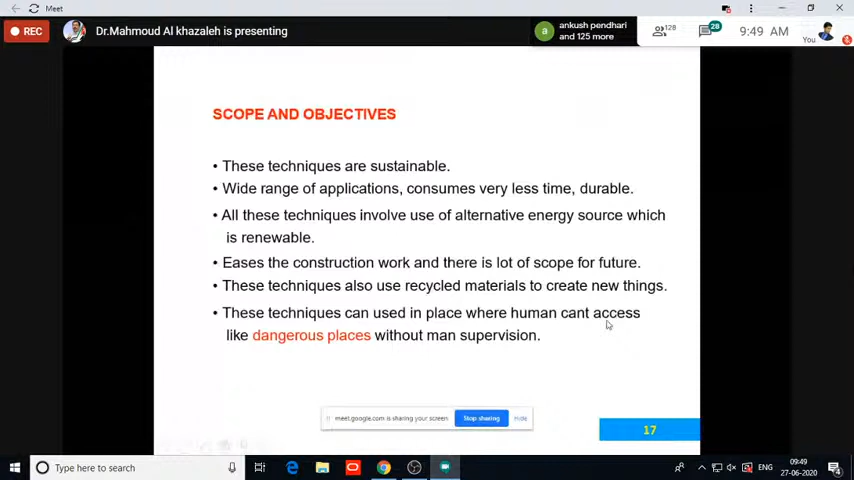 Meet
REC
Dr.Mahmoud Al khazaleh is presenting
a
ankush pendhari
and 125 more
128
28
9:49 AM
You
SCOPE AND OBJECTIVES
• These techniques are sustainable.
• Wide range of applications, consumes very less time, durable.
• All these techniques involve use of alternative energy source which
is renewable.
• Eases the construction work and there is lot of scope for future.
• These techniques also use recycled materials to create new things.
• These techniques can used in place where human cant access
like dangerous places without man supervision.
meet.google.com is sharing your screen
Stop sharing
Hide
17
Type here to search
ENG
09:49
27-06-2020
4